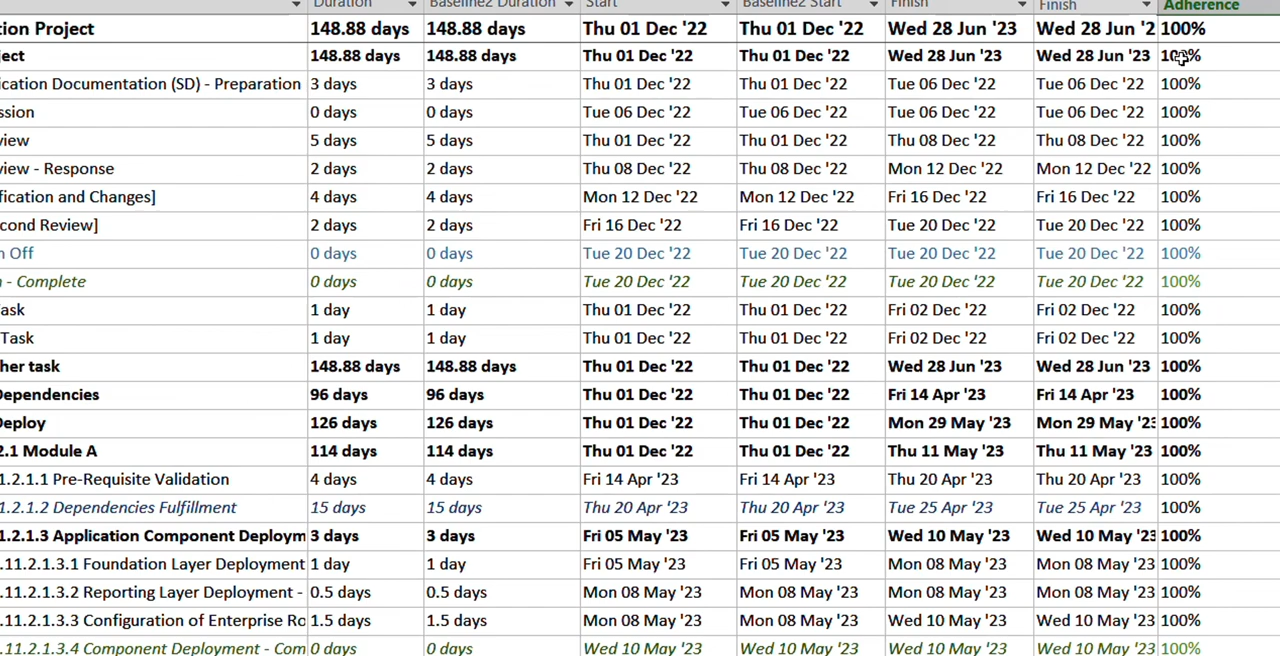 Duration Baseline2 Duration Start Baseline2 Start Finish Finish Adherence
tion Project 148.88 days 148.88 days Thu 01 Dec '22 Thu 01 Dec '22 Wed 28 Jun '23 Wed 28 Jun '2 100%
ject 148.88 days 148.88 days Thu 01 Dec '22 Thu 01 Dec '22 Wed 28 Jun '23 Wed 28 Jun '23 100%
ication Documentation (SD) - Preparation 3 days 3 days Thu 01 Dec '22 Thu 01 Dec '22 Tue 06 Dec '22 Tue 06 Dec '22 100%
ssion 0 days 0 days Tue 06 Dec '22 Tue 06 Dec '22 Tue 06 Dec '22 Tue 06 Dec '22 100%
view 5 days 5 days Thu 01 Dec '22 Thu 01 Dec '22 Thu 08 Dec '22 Thu 08 Dec '22 100%
view - Response 2 days 2 days Thu 08 Dec '22 Thu 08 Dec '22 Mon 12 Dec '22 Mon 12 Dec '22 100%
fication and Changes] 4 days 4 days Mon 12 Dec '22 Mon 12 Dec '22 Fri 16 Dec '22 Fri 16 Dec '22 100%
cond Review] 2 days 2 days Fri 16 Dec '22 Fri 16 Dec '22 Tue 20 Dec '22 Tue 20 Dec '22 100%
n Off 0 days 0 days Tue 20 Dec '22 Tue 20 Dec '22 Tue 20 Dec '22 Tue 20 Dec '22 100%
n - Complete 0 days 0 days Tue 20 Dec '22 Tue 20 Dec '22 Tue 20 Dec '22 Tue 20 Dec '22 100%
Task 1 day 1 day Thu 01 Dec '22 Thu 01 Dec '22 Fri 02 Dec '22 Fri 02 Dec '22 100%
Task 1 day 1 day Thu 01 Dec '22 Thu 01 Dec '22 Fri 02 Dec '22 Fri 02 Dec '22 100%
her task 148.88 days 148.88 days Thu 01 Dec '22 Thu 01 Dec '22 Wed 28 Jun '23 Wed 28 Jun '23 100%
Dependencies 96 days 96 days Thu 01 Dec '22 Thu 01 Dec '22 Fri 14 Apr '23 Fri 14 Apr '23 100%
Deploy 126 days 126 days Thu 01 Dec '22 Thu 01 Dec '22 Mon 29 May '23 Mon 29 May '23 100%
2.1 Module A 114 days 114 days Thu 01 Dec '22 Thu 01 Dec '22 Thu 11 May '23 Thu 11 May '23 100%
1.2.1.1 Pre-Requisite Validation 4 days 4 days Fri 14 Apr '23 Fri 14 Apr '23 Thu 20 Apr '23 Thu 20 Apr '23 100%
1.2.1.2 Dependencies Fulfillment 15 days 15 days Thu 20 Apr '23 Thu 20 Apr '23 Tue 25 Apr '23 Tue 25 Apr '23 100%
1.2.1.3 Application Component Deploym 3 days 3 days Fri 05 May '23 Fri 05 May '23 Wed 10 May '23 Wed 10 May '23 100%
.11.2.1.3.1 Foundation Layer Deployment 1 day 1 day Fri 05 May '23 Fri 05 May '23 Mon 08 May '23 Mon 08 May '23 100%
.11.2.1.3.2 Reporting Layer Deployment - 0.5 days 0.5 days Mon 08 May '23 Mon 08 May '23 Mon 08 May '23 Mon 08 May '23 100%
.11.2.1.3.3 Configuration of Enterprise Ro 1.5 days 1.5 days Mon 08 May '23 Mon 08 May '23 Wed 10 May '23 Wed 10 May '23 100%
.11.2.1.3.4 Component Deployment - Com 0 days 0 days Wed 10 May '23 Wed 10 May '23 Wed 10 May '23 Wed 10 May '23 100%